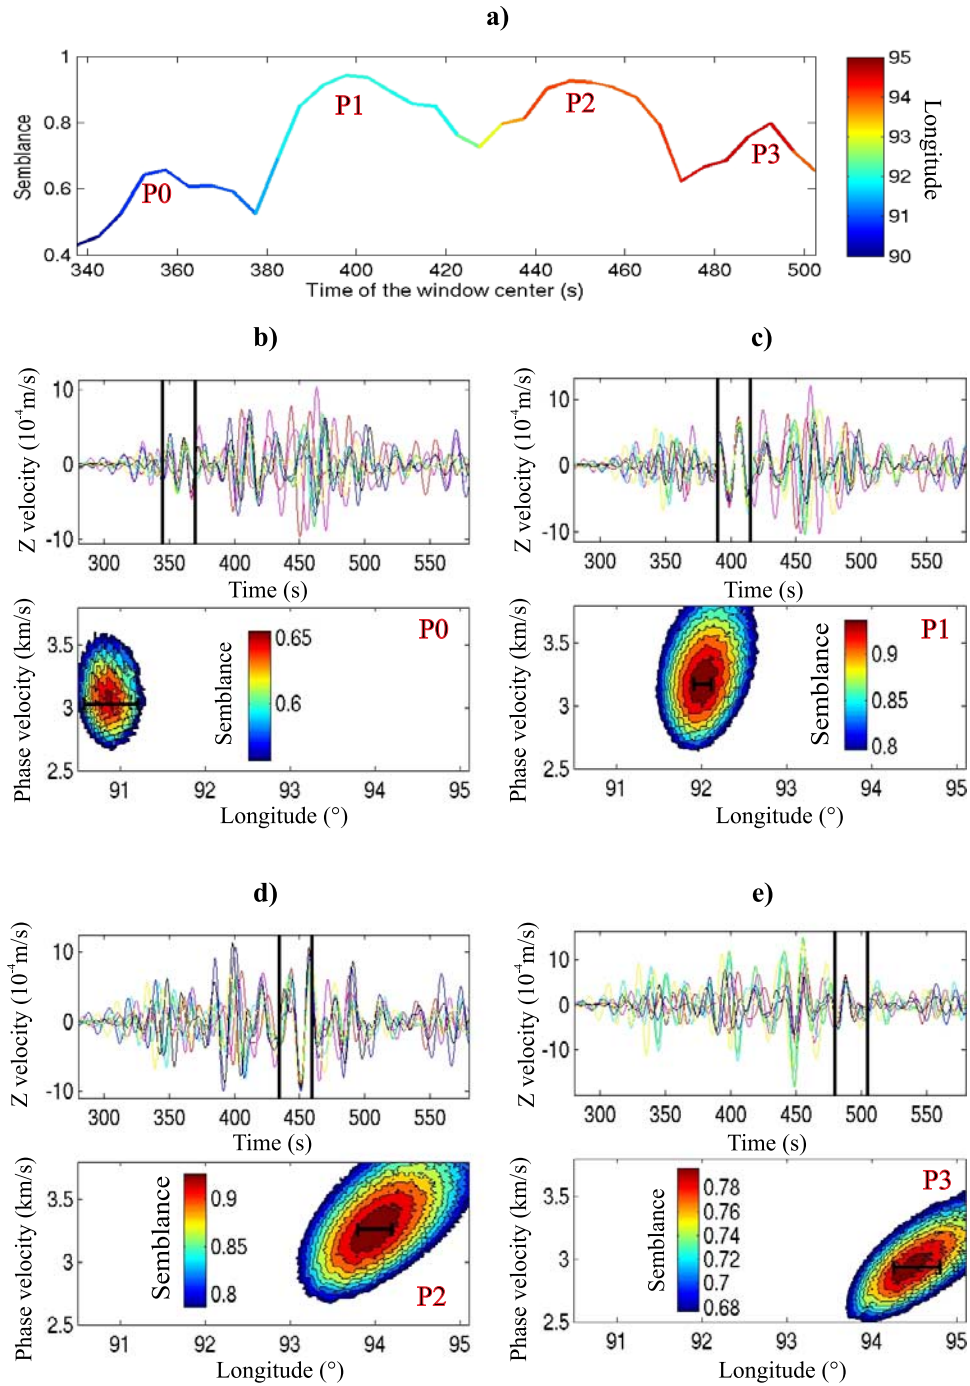 a)
1
0.8
0.6
0.4
Semblance
P0
P1
P2
P3
340 360 380 400 420 440 460 480 500
Time of the window center (s)
95
94
93
92
91
90
Longitude
b)
10
0
-10
Z velocity (10⁻⁴m/s)
300 350 400 450 500 550
Time (s)
3.5
3
2.5
Phase velocity (km/s)
P0
Semblance
0.65
0.6
91 92 93 94 95
Longitude (°)
c)
10
0
-10
Z velocity (10⁻⁴m/s)
300 350 400 450 500 550
Time (s)
3.5
3
2.5
Phase velocity (km/s)
P1
Semblance
0.9
0.85
0.8
91 92 93 94 95
Longitude (°)
d)
10
0
-10
Z velocity (10⁻⁴m/s)
300 350 400 450 500 550
Time (s)
3.5
3
2.5
Phase velocity (km/s)
Semblance
0.9
0.85
0.8
P2
91 92 93 94 95
Longitude (°)
e)
10
0
-10
Z velocity (10⁻⁴m/s)
300 350 400 450 500 550
Time (s)
3.5
3
2.5
Phase velocity (km/s)
Semblance
0.78
0.76
0.74
0.72
0.7
0.68
P3
91 92 93 94 95
Longitude (°)